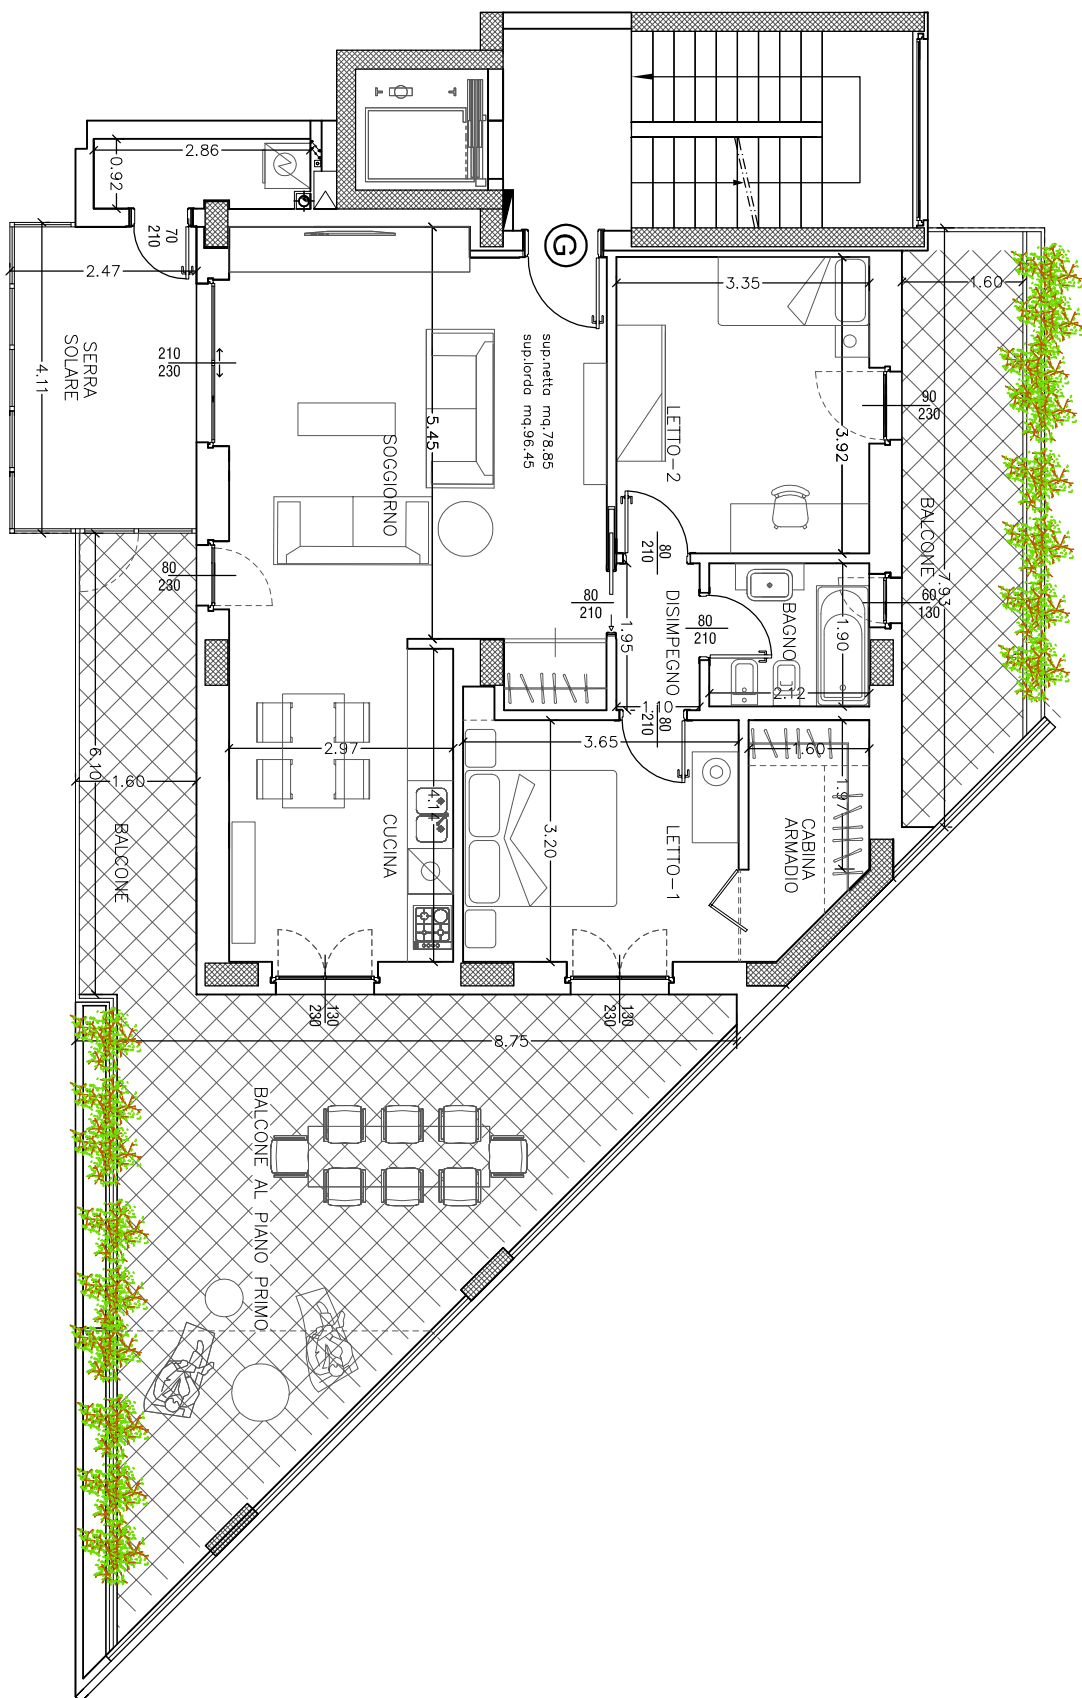 G
2.86
0.92
70
210
2.47
4.11
SERRA
SOLARE
210
230
5.45
SOGGIORNO
sup.netta mq.78.85
sup.lorda mq.96.45
3.35
3.92
LETTO-2
1.60
90
230
BALCONE
7.93
60
130
80
210
80
210
80
210
DISIMPEGNO
1.95
1.10
80
210
BAGNO
1.90
2.12
80
230
6.10
1.60
BALCONE
2.97
4.14
CUCINA
3.65
3.20
LETTO-1
1.60
1.97
CABINA
ARMADIO
130
230
130
230
8.75
BALCONE AL PIANO PRIMO